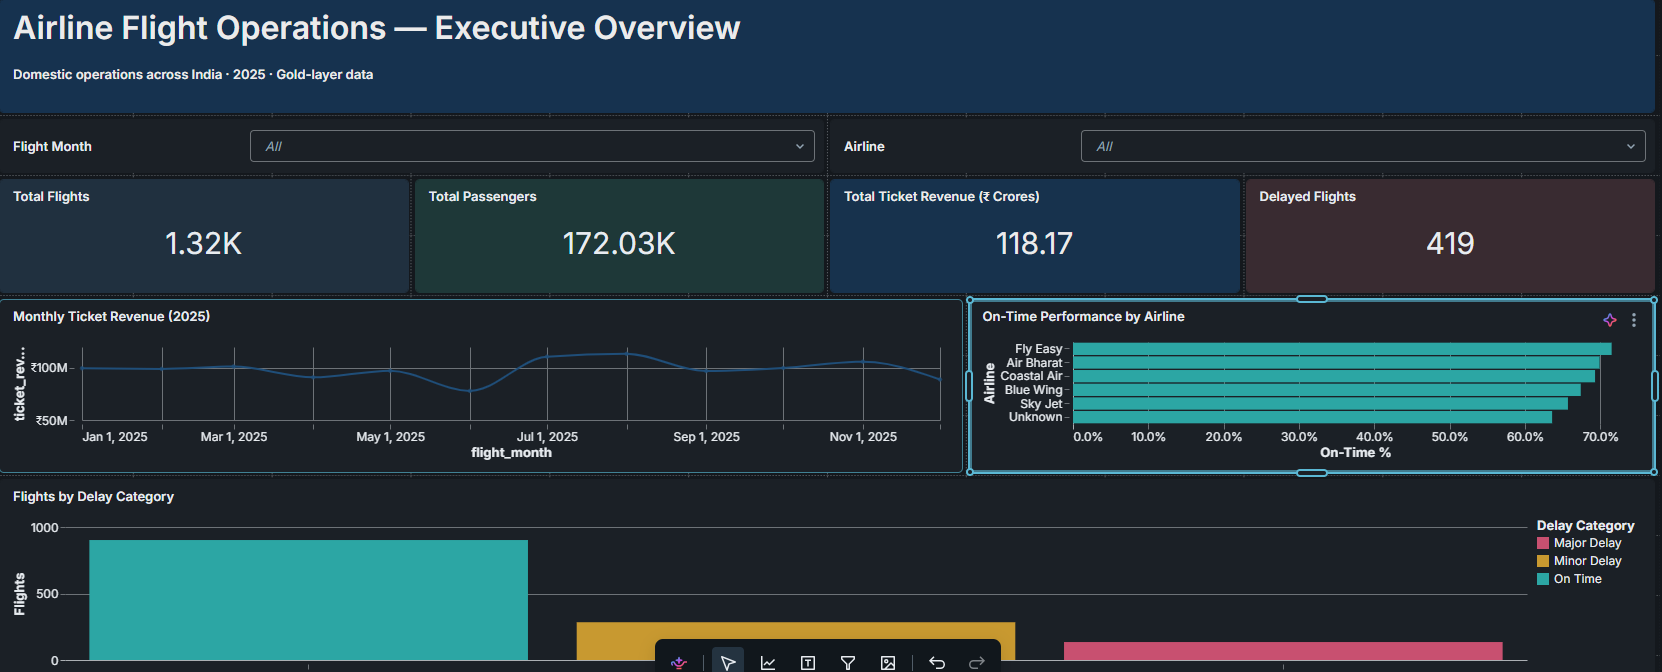 Airline Flight Operations — Executive Overview
Domestic operations across India · 2025 · Gold-layer data
Flight Month
All
Airline
All
Total Flights
1.32K
Total Passengers
172.03K
Total Ticket Revenue (₹ Crores)
118.17
Delayed Flights
419
Monthly Ticket Revenue (2025)
ticket_rev...
₹100M
₹50M
Jan 1, 2025
Mar 1, 2025
May 1, 2025
Jul 1, 2025
Sep 1, 2025
Nov 1, 2025
flight_month
On-Time Performance by Airline
Airline
Fly Easy
Air Bharat
Coastal Air
Blue Wing
Sky Jet
Unknown
0.0%
10.0%
20.0%
30.0%
40.0%
50.0%
60.0%
70.0%
On-Time %
Flights by Delay Category
Flights
1000
500
0
Delay Category
Major Delay
Minor Delay
On Time